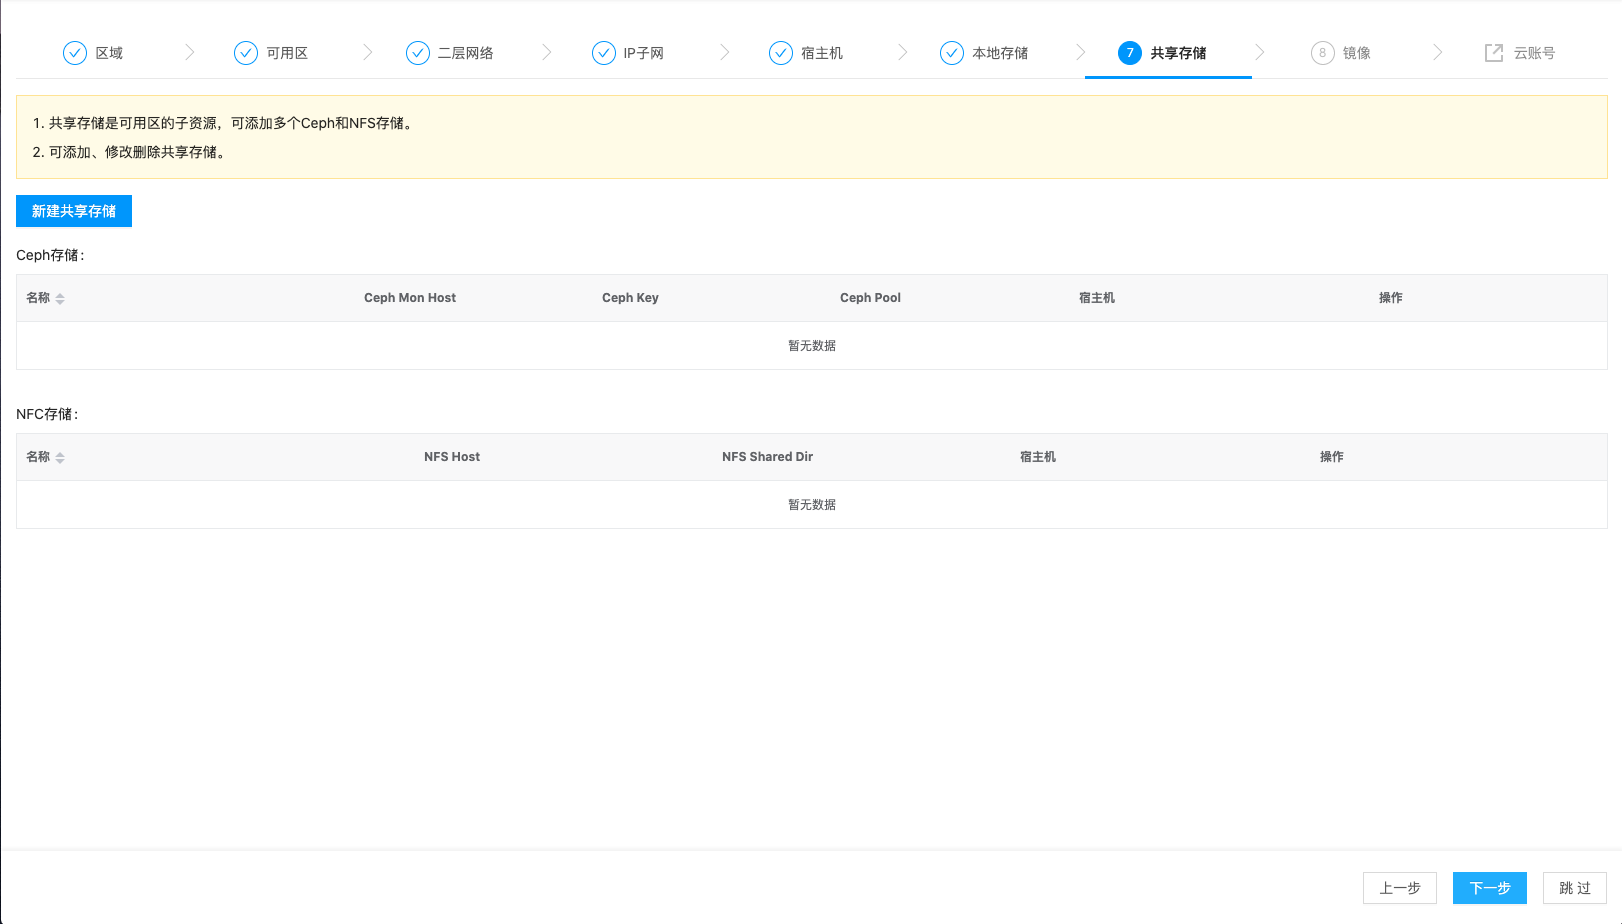 区域 可用区 二层网络 IP子网 宿主机 本地存储 7 共享存储 8 镜像 云账号
1. 共享存储是可用区的子资源，可添加多个Ceph和NFS存储。
2. 可添加、修改删除共享存储。
新建共享存储
Ceph存储：
名称 Ceph Mon Host Ceph Key Ceph Pool 宿主机 操作
暂无数据
NFC存储：
名称 NFS Host NFS Shared Dir 宿主机 操作
暂无数据
上一步 下一步 跳 过